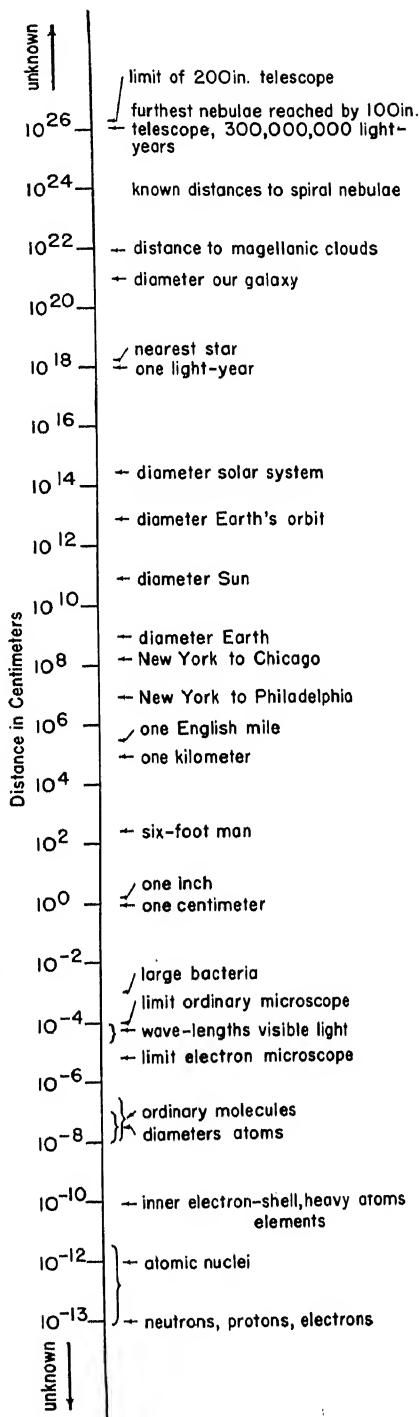 unknown
limit of 200in. telescope
furthest nebulae reached by 100in.
10^26
telescope, 300,000,000 light-
years
10^24
known distances to spiral nebulae
10^22
distance to magellanic clouds
diameter our galaxy
10^20
nearest star
10^18
one light-year
10^16
10^14
diameter solar system
diameter Earth's orbit
10^12
diameter Sun
10^10
Distance in Centimeters
diameter Earth
10^8
New York to Chicago
New York to Philadelphia
10^6
one English mile
one kilometer
10^4
six-foot man
10^2
one inch
10^0
one centimeter
10^-2
large bacteria
limit ordinary microscope
10^-4
wave-lengths visible light
limit electron microscope
10^-6
ordinary molecules
diameters atoms
10^-8
10^-10
inner electron-shell, heavy atoms
elements
10^-12
atomic nuclei
10^-13
neutrons, protons, electrons
unknown